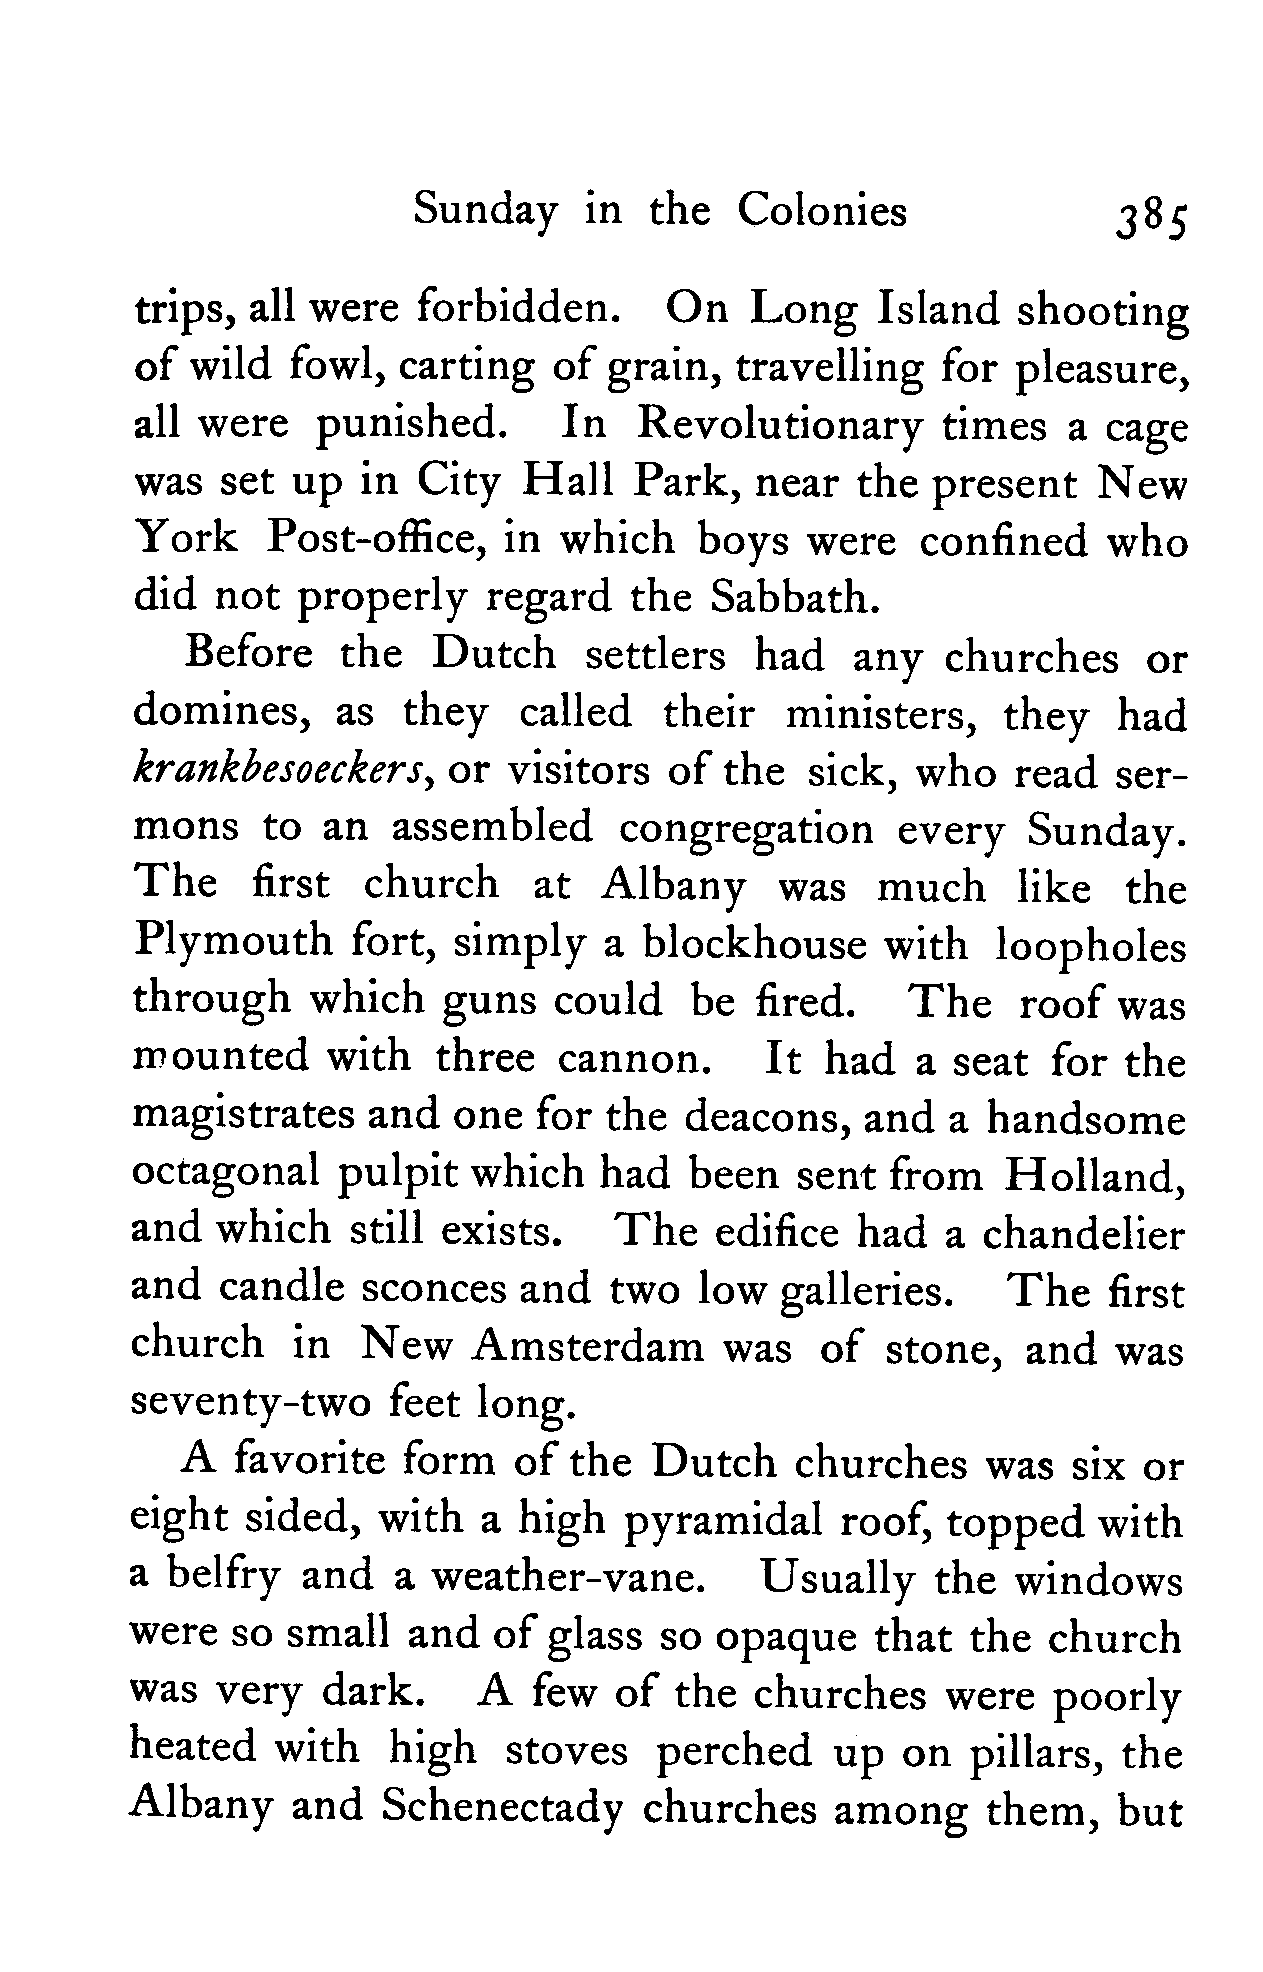 Sunday in the Colonies 385
trips, all were forbidden. On Long Island shooting
of wild fowl, carting of grain, travelling for pleasure,
all were punished. In Revolutionary times a cage
was set up in City Hall Park, near the present New
York Post-office, in which boys were confined who
did not properly regard the Sabbath.
Before the Dutch settlers had any churches or
domines, as they called their ministers, they had
krankbesoeckers, or visitors of the sick, who read ser-
mons to an assembled congregation every Sunday.
The first church at Albany was much like the
Plymouth fort, simply a blockhouse with loopholes
through which guns could be fired. The roof was
mounted with three cannon. It had a seat for the
magistrates and one for the deacons, and a handsome
octagonal pulpit which had been sent from Holland,
and which still exists. The edifice had a chandelier
and candle sconces and two low galleries. The first
church in New Amsterdam was of stone, and was
seventy-two feet long.
A favorite form of the Dutch churches was six or
eight sided, with a high pyramidal roof, topped with
a belfry and a weather-vane. Usually the windows
were so small and of glass so opaque that the church
was very dark. A few of the churches were poorly
heated with high stoves perched up on pillars, the
Albany and Schenectady churches among them, but